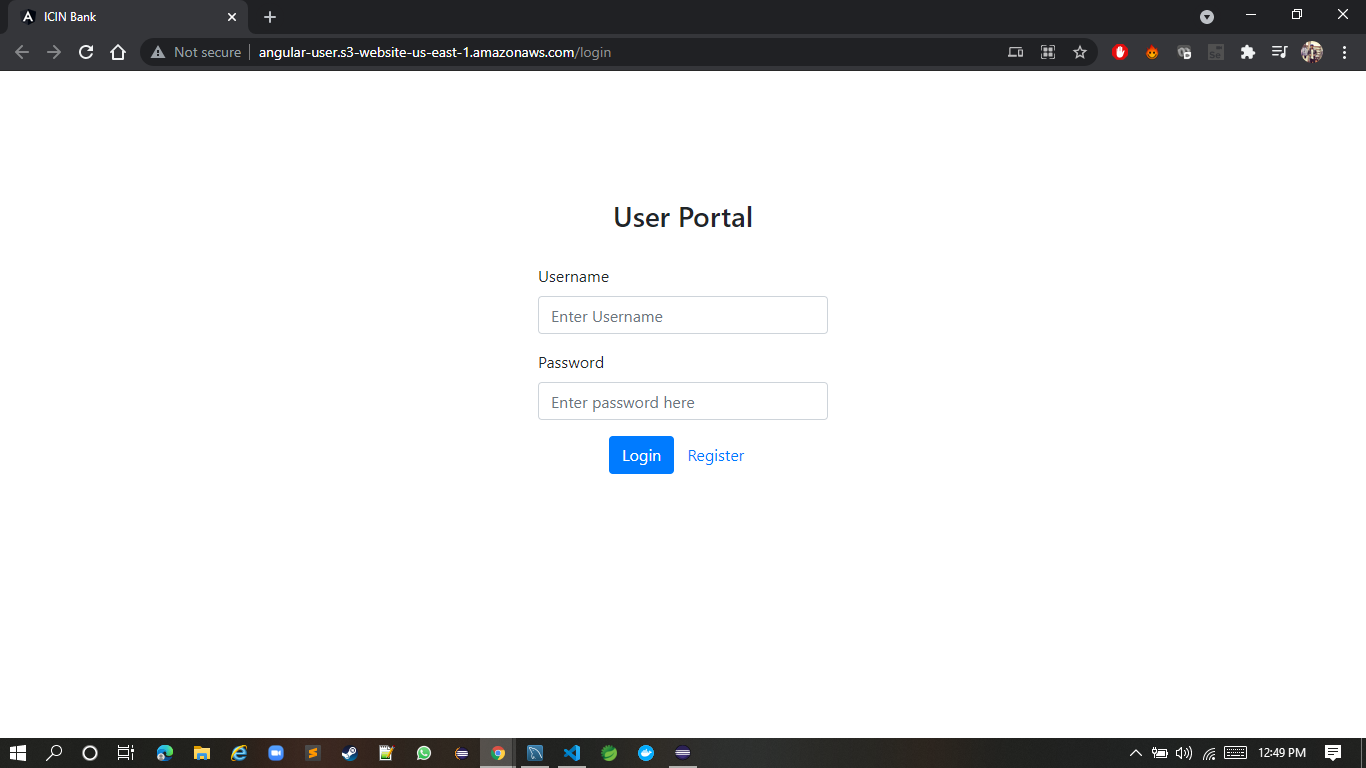 ICIN Bank
Not secure
angular-user.s3-website-us-east-1.amazonaws.com/login
User Portal
Username
Enter Username
Password
Enter password here
Login Register
12:49 PM